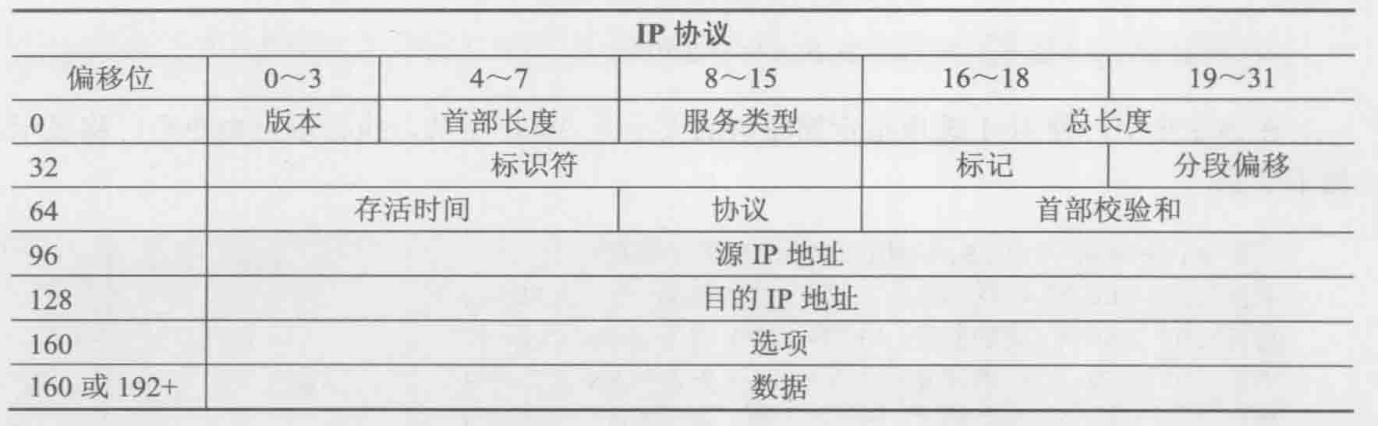 IP 协议
偏移位 0～3 4～7 8～15 16～18 19～31
0 版本 首部长度 服务类型 总长度
32 标识符 标记 分段偏移
64 存活时间 协议 首部校验和
96 源 IP 地址
128 目的 IP 地址
160 选项
160 或 192+ 数据